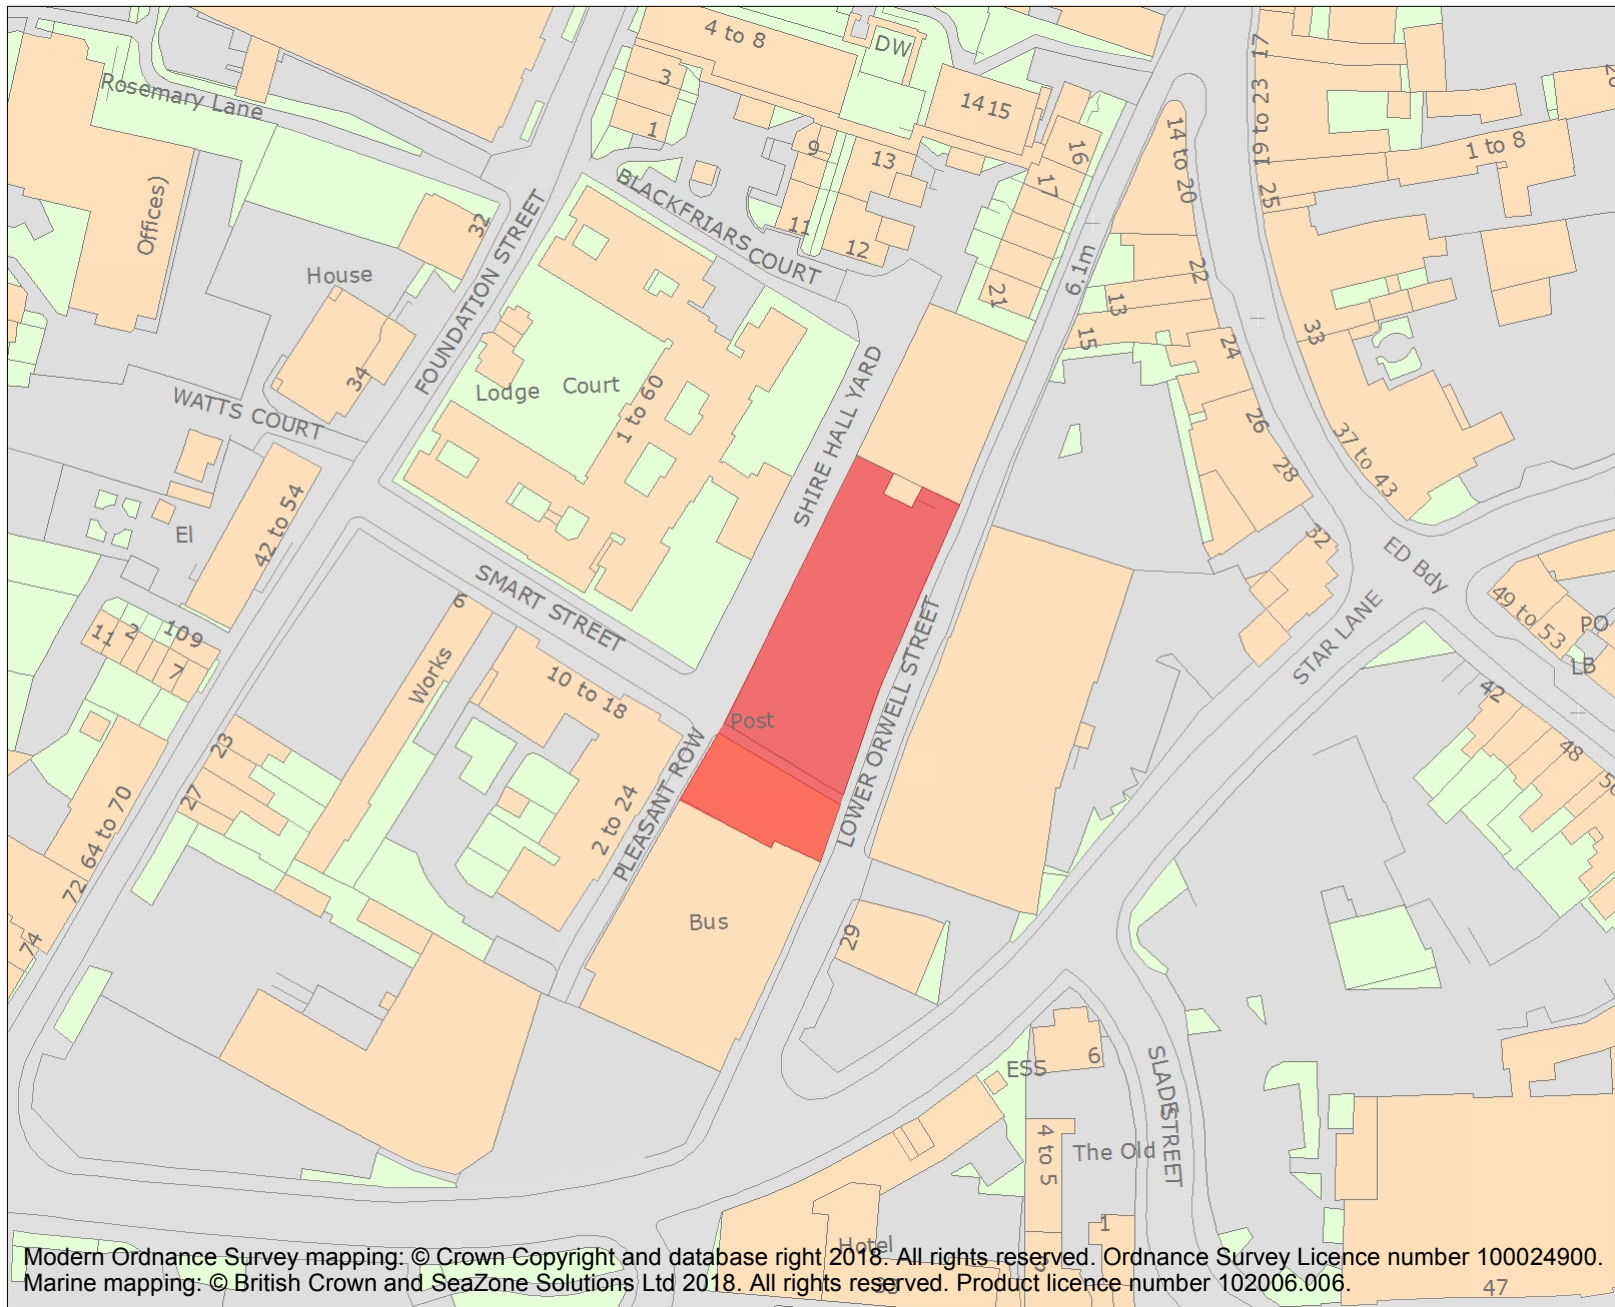 4 to 8
DW
17
Rosemary Lane
3
1
14 15
19 to 23
14 to 20
16
1 to 8
9
13
17
Offices)
BLACKFRIARS COURT
25
32
11
12
FOUNDATION STREET
House
6.1m
22
21
13
15
33
24
34
Lodge Court
1 to 60
SHIRE HALL YARD
WATTS COURT
26
28
37 to 43
42 to 54
El
32
ED Bdy
SMART STREET
6
49 to 53
PO
11
2
109
7
Works
STAR LANE
LB
10 to 18
LOWER ORWELL STREET
42
Post
23
48
50
27
PLEASANT ROW
64 to 70
2 to 24
72
Bus
29
74
ESS
6
SLADE STREET
4 to 5
The Old
1
Hotel
Modern Ordnance Survey mapping: © Crown Copyright and database right 2018. All rights reserved. Ordnance Survey Licence number 100024900.
Marine mapping: © British Crown and SeaZone Solutions Ltd 2018. All rights reserved. Product licence number 102006.006.
47